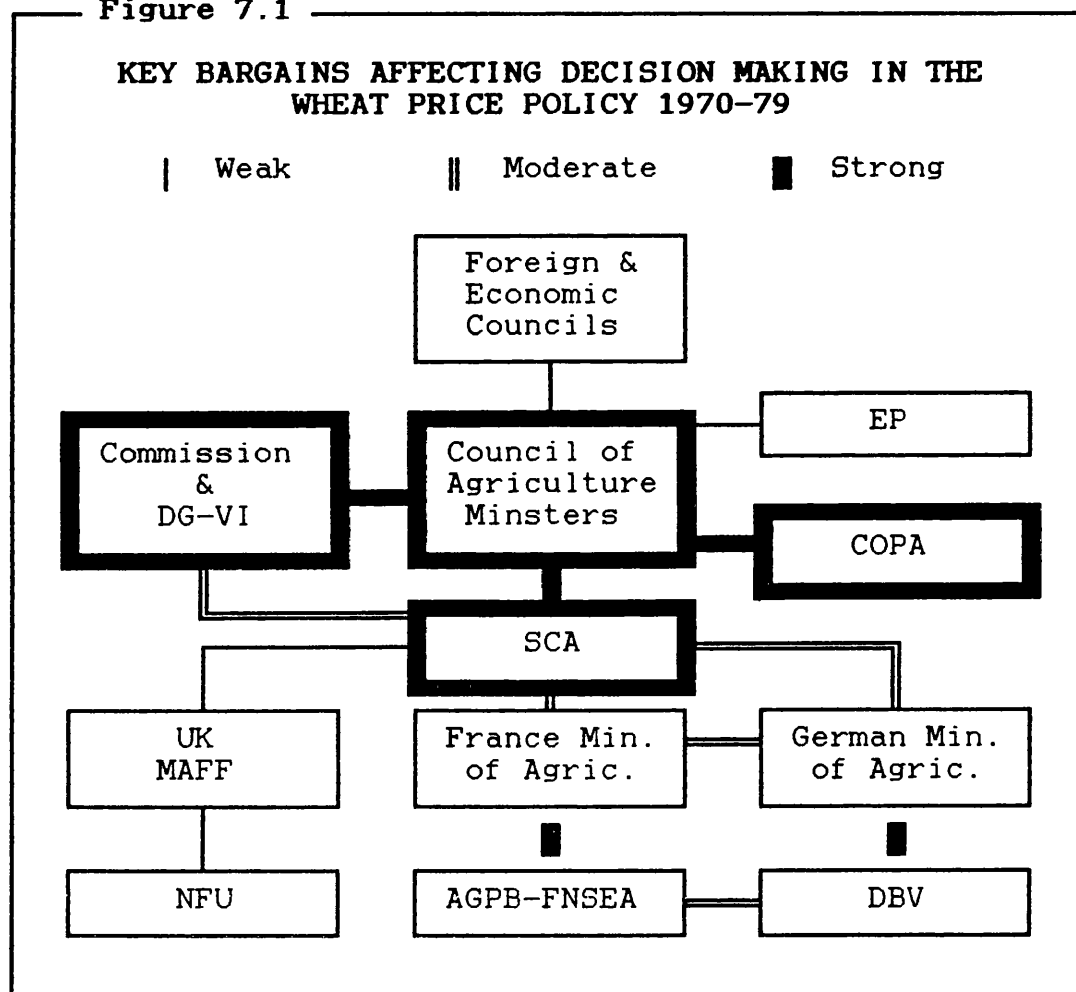 Figure 7.1
KEY BARGAINS AFFECTING DECISION MAKING IN THE
WHEAT PRICE POLICY 1970-79
Weak
Moderate
Strong
Foreign &
Economic
Councils
Commission
&
DG-VI
Council of
Agriculture
Minsters
EP
COPA
SCA
UK
MAFF
France Min.
of Agric.
German Min.
of Agric.
NFU
AGPB-FNSEA
DBV